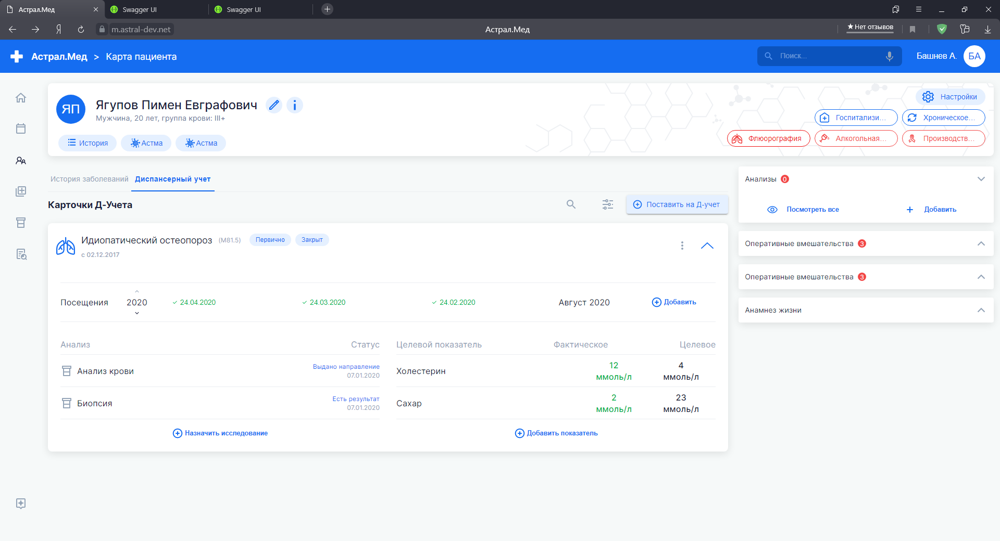 Астрал.Мед
Swagger UI
Swagger UI
Я
m.astral-dev.net
Астрал.Мед
★Нет отзывов
Астрал.Мед > Карта пациента
Поиск...
Башнев А.
БА
ЯП
Ягупов Пимен Евграфович
Мужчина, 20 лет, группа крови: III+
История
Астма
Астма
Настройки
Госпитализи...
Хроническое...
Флюорография
Алкогольная...
Производств...
История заболеваний
Диспансерный учет
Карточки Д-Учета
Поставить на Д-учет
Идиопатический остеопороз (M81.5)
Первично
Закрыт
с 02.12.2017
Посещения
2020
24.04.2020
24.03.2020
24.02.2020
Август 2020
Добавить
Анализ
Статус
Анализ крови
Выдано направление
07.01.2020
Биопсия
Есть результат
07.01.2020
Назначить исследование
Целевой показатель
Фактическое
Целевое
Холестерин
12
ммоль/л
4
ммоль/л
Сахар
2
ммоль/л
23
ммоль/л
Добавить показатель
Анализы 0
Посмотреть все
Добавить
Оперативные вмешательства 3
Оперативные вмешательства 3
Анамнез жизни